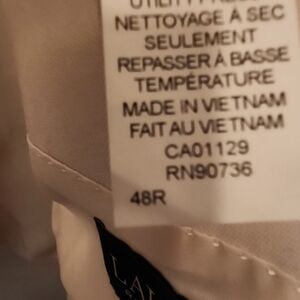 NETTOYAGE À SEC
SEULEMENT
REPASSER À BASSE
TEMPÉRATURE
MADE IN VIETNAM
FAIT AU VIETNAM
CA01129
RN90736
48R